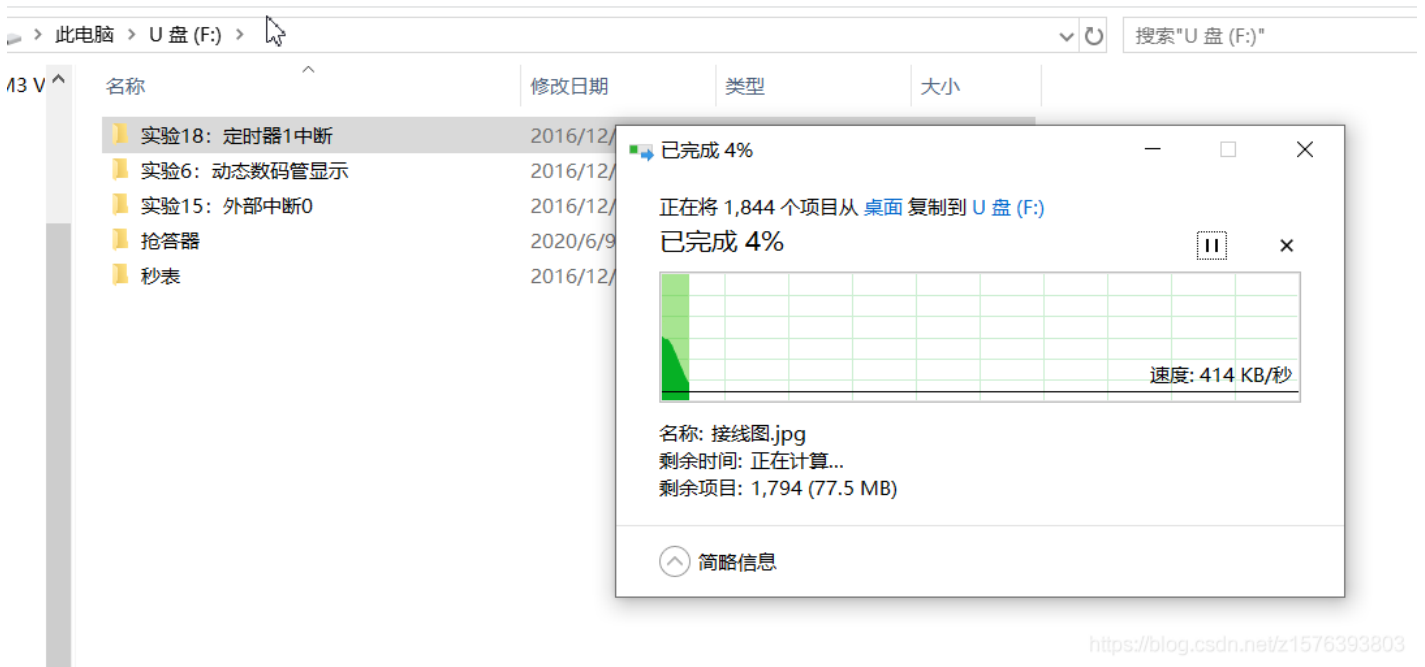 此电脑 > U 盘 (F:) >
搜索"U 盘 (F:)"
M3 V
名称 修改日期 类型 大小
实验18：定时器1中断 2016/12/
实验6：动态数码管显示 2016/12/
实验15：外部中断0 2016/12/
抢答器 2020/6/9
秒表 2016/12/
已完成 4%
正在将 1,844 个项目从 桌面 复制到 U 盘 (F:)
已完成 4%
速度: 414 KB/秒
名称: 接线图.jpg
剩余时间: 正在计算...
剩余项目: 1,794 (77.5 MB)
简略信息
https://blog.csdn.net/z1576393803